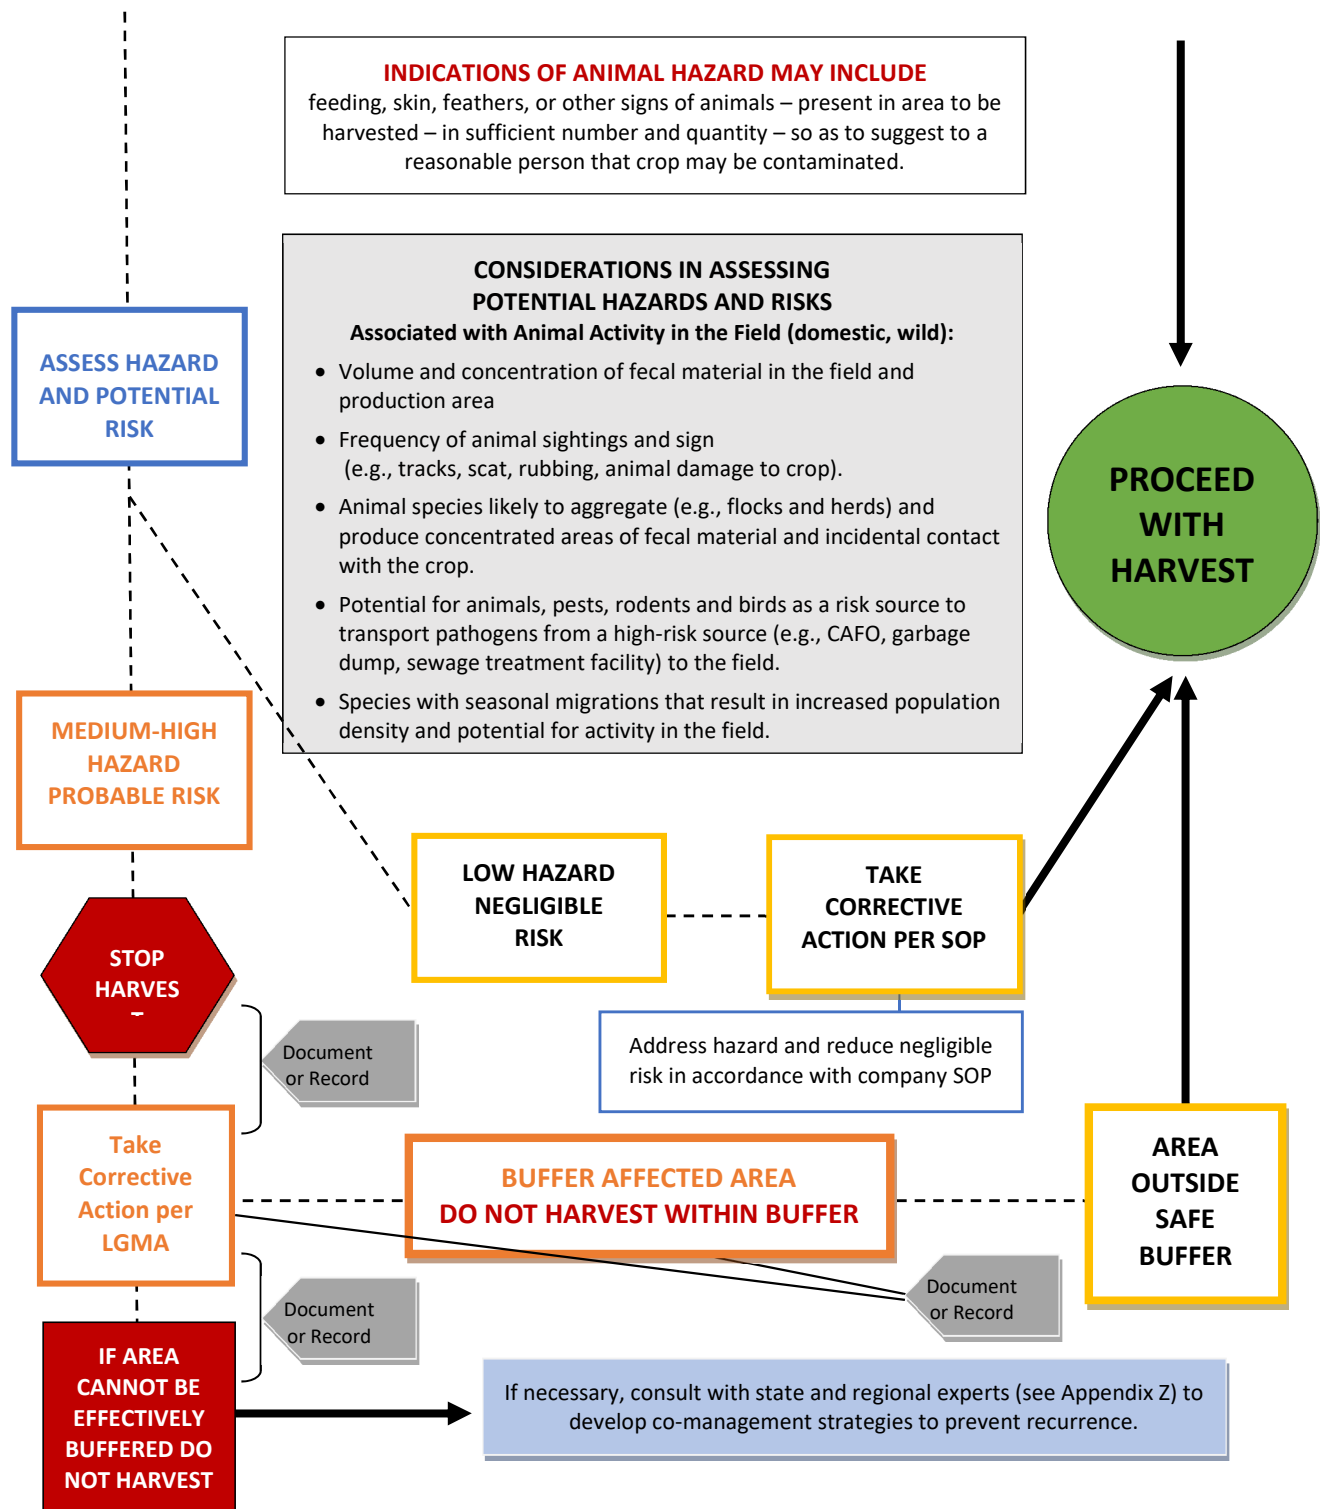 INDICATIONS OF ANIMAL HAZARD MAY INCLUDE
feeding, skin, feathers, or other signs of animals – present in area to be
harvested – in sufficient number and quantity – so as to suggest to a
reasonable person that crop may be contaminated.
CONSIDERATIONS IN ASSESSING
POTENTIAL HAZARDS AND RISKS
Associated with Animal Activity in the Field (domestic, wild):
• Volume and concentration of fecal material in the field and
production area
• Frequency of animal sightings and sign
(e.g., tracks, scat, rubbing, animal damage to crop).
• Animal species likely to aggregate (e.g., flocks and herds) and
produce concentrated areas of fecal material and incidental contact
with the crop.
• Potential for animals, pests, rodents and birds as a risk source to
transport pathogens from a high-risk source (e.g., CAFO, garbage
dump, sewage treatment facility) to the field.
• Species with seasonal migrations that result in increased population
density and potential for activity in the field.
ASSESS HAZARD
AND POTENTIAL
RISK
PROCEED
WITH
HARVEST
MEDIUM-HIGH
HAZARD
PROBABLE RISK
LOW HAZARD
NEGLIGIBLE
RISK
TAKE
CORRECTIVE
ACTION PER SOP
STOP
HARVES
Document
or Record
Address hazard and reduce negligible
risk in accordance with company SOP
Take
Corrective
Action per
LGMA
BUFFER AFFECTED AREA
DO NOT HARVEST WITHIN BUFFER
AREA
OUTSIDE
SAFE
BUFFER
Document
or Record
Document
or Record
IF AREA
CANNOT BE
EFFECTIVELY
BUFFERED DO
NOT HARVEST
If necessary, consult with state and regional experts (see Appendix Z) to
develop co-management strategies to prevent recurrence.